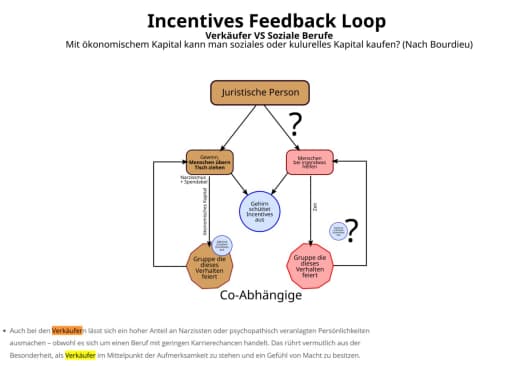 Incentives Feedback Loop
Verkäufer VS Soziale Berufe
Mit ökonomischem Kapital kann man soziales oder kulurelles Kapital kaufen? (Nach Bourdieu)
Juristische Person
?
Gewinn,
Menschen übern
Tisch ziehen
Menschen
bei irgendwas
helfen
Narzissmus
+ Spendabel
Ökonomisches Kapital
Gehirn
schüttet
Incentives
aus
Zeit
?
Gruppe die
dieses
Verhalten
feiert
Gruppe die
dieses
Verhalten
feiert
Co-Abhängige
• Auch bei den Verkäufern lässt sich ein hoher Anteil an Narzissten oder psychopathisch veranlagten Persönlichkeiten
ausmachen – obwohl es sich um einen Beruf mit geringen Karrierechancen handelt. Das rührt vermutlich aus der
Besonderheit, als Verkäufer im Mittelpunkt der Aufmerksamkeit zu stehen und ein Gefühl von Macht zu besitzen.